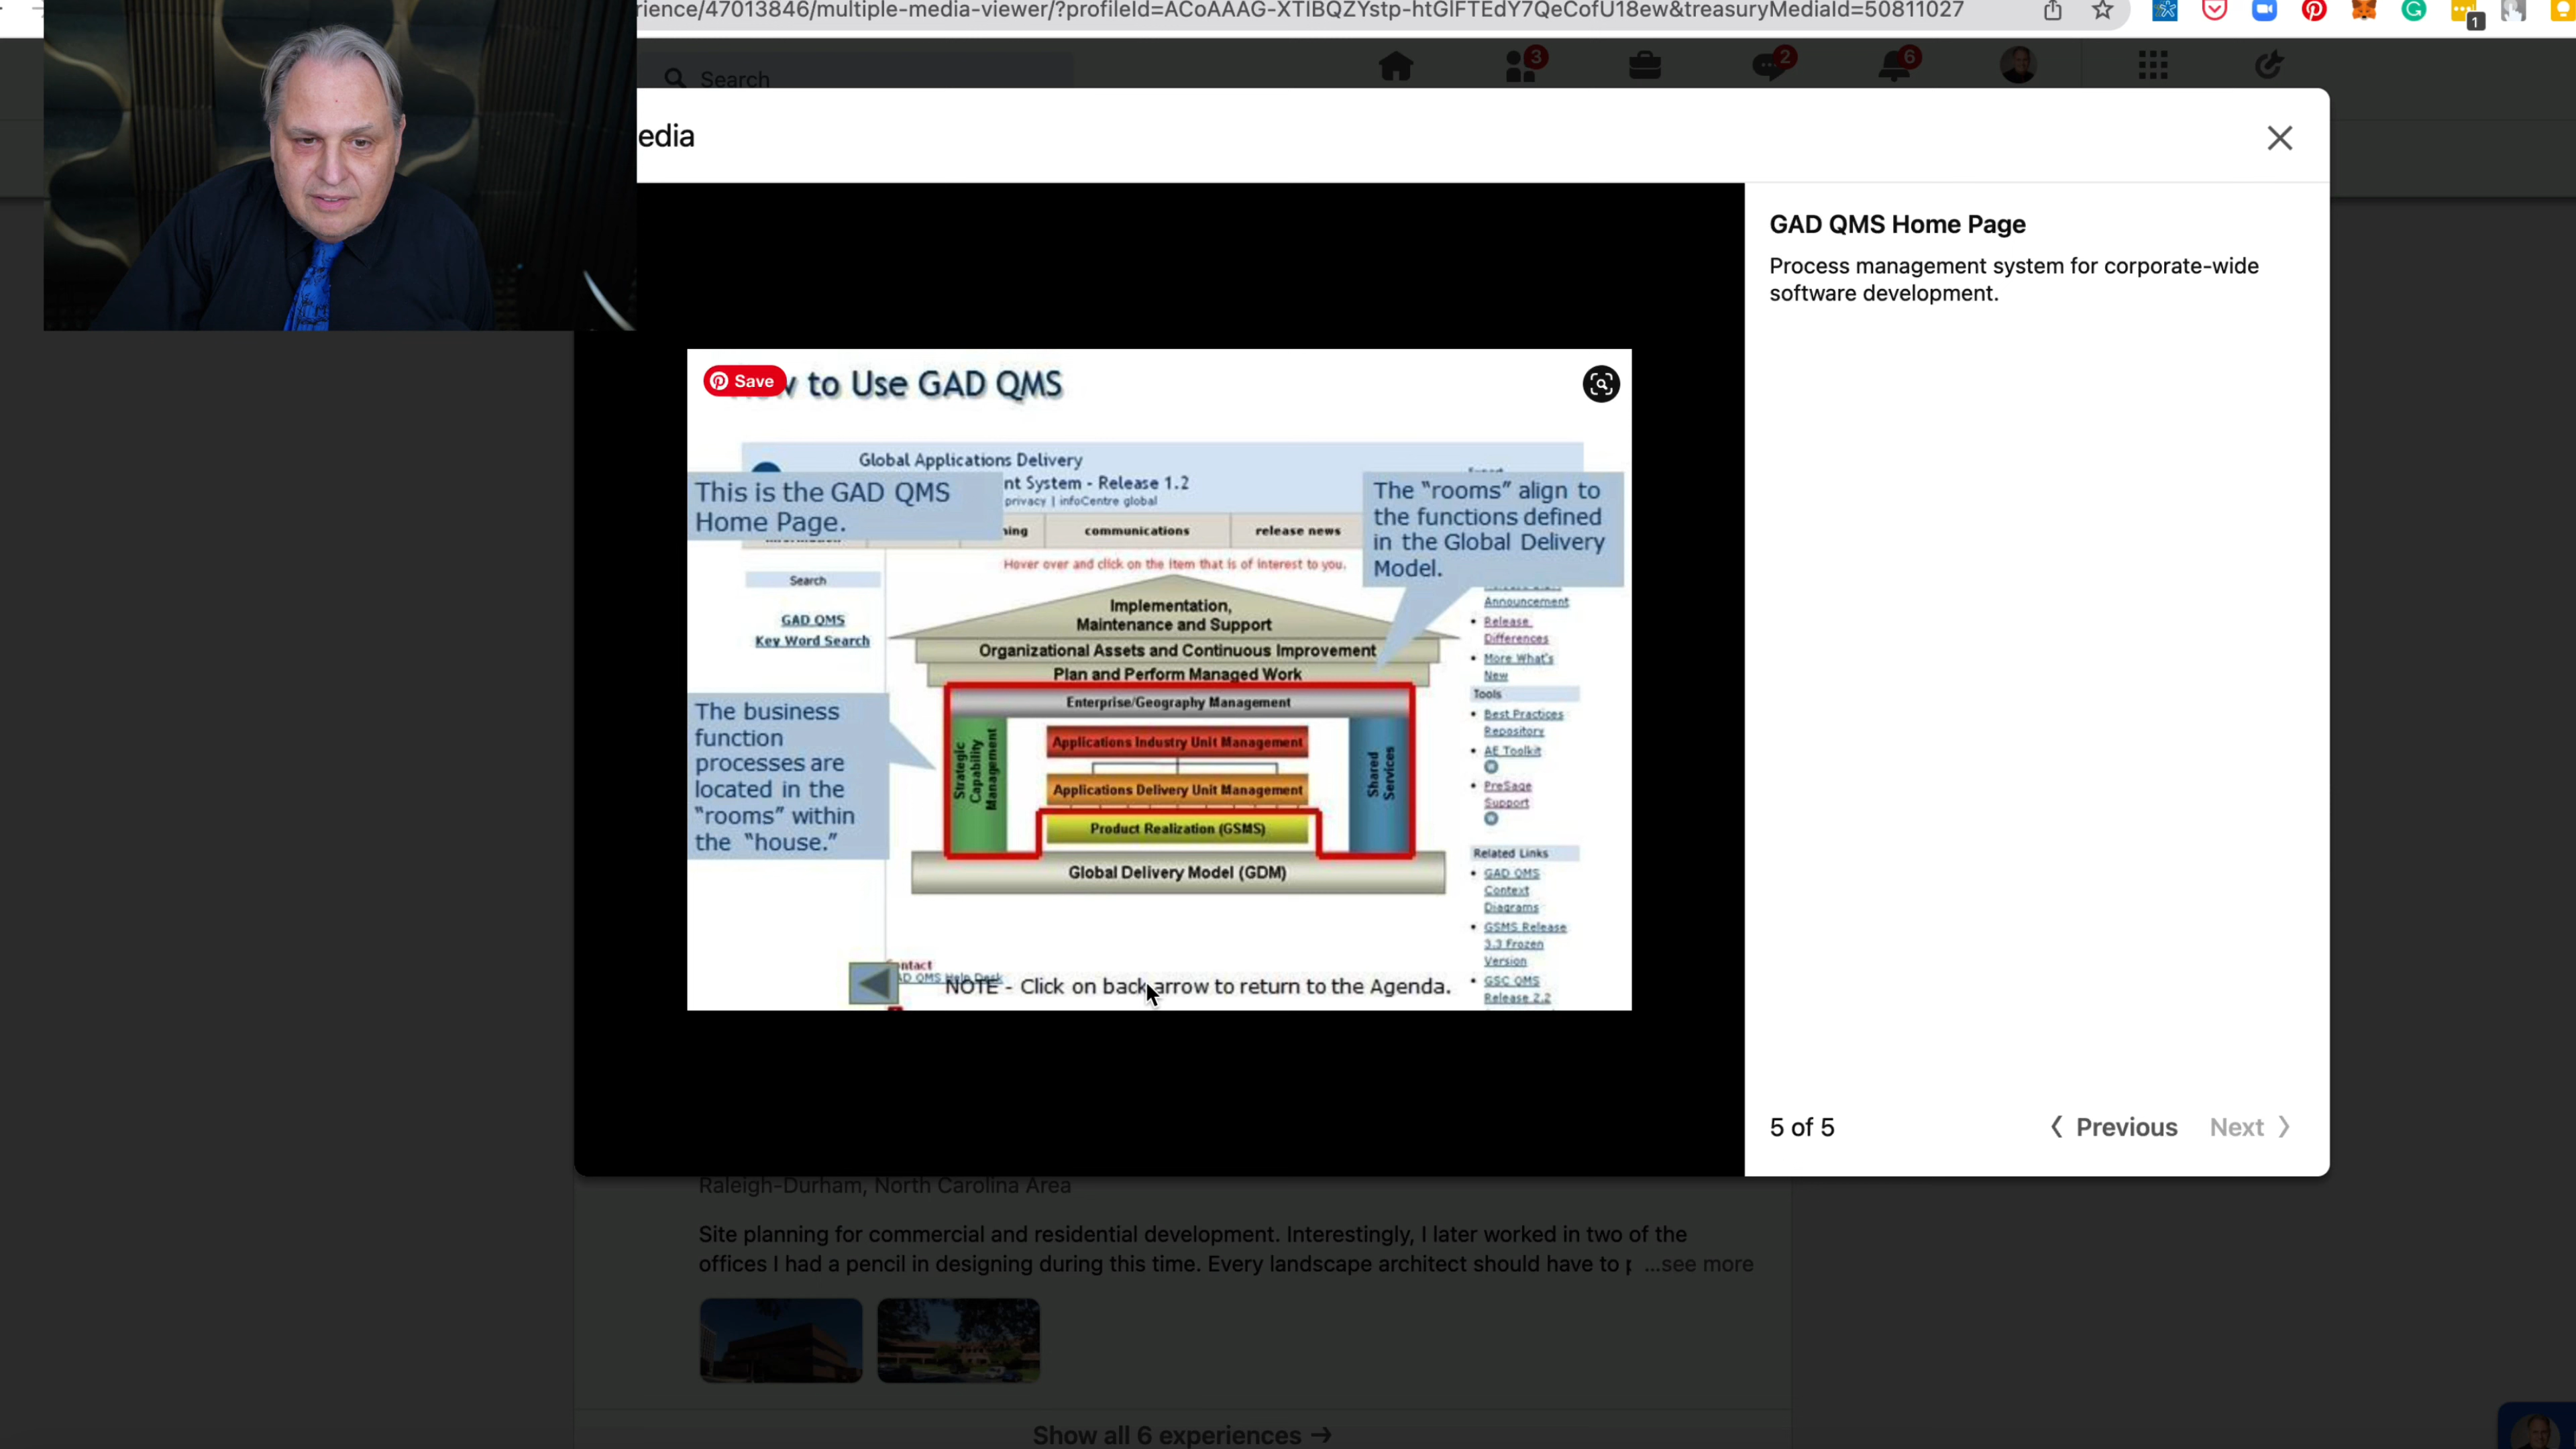 rience/47013846/multiple-media-viewer/?profileId=ACoAAAG-XTIBQZYstp-htGlFTEdY7QeCofU18ew&treasuryMediaId=50811027
1
Search
3
2
6
edia
GAD QMS Home Page
Process management system for corporate-wide
software development.
Save
w to Use GAD QMS
Global Applications Delivery
nt System - Release 1.2
privacy | infoCentre global
This is the GAD QMS
Home Page.
ning
communications
release news
The “rooms” align to
the functions defined
in the Global Delivery
Model.
Hover over and click on the item that is of interest to you.
Search
GAD QMS
Key Word Search
Implementation,
Maintenance and Support
Organizational Assets and Continuous Improvement
Plan and Perform Managed Work
Enterprise/Geography Management
Strategic
Capability
Management
Applications Industry Unit Management
Applications Delivery Unit Management
Product Realization (GSMS)
Shared
Services
Global Delivery Model (GDM)
The business
function
processes are
located in the
“rooms” within
the “house.”
Announcement
Release
Differences
More What's
New
Tools
Best Practices
Repository
AE Toolkit
PreSage
Support
Related Links
GAD QMS
Context
Diagrams
GSMS Release
3.3 Frozen
Version
GSC QMS
Release 2.2
ntact
AD QMS Help Desk
NOTE - Click on back arrow to return to the Agenda.
5 of 5
Previous
Next
Raleigh-Durham, North Carolina Area
Site planning for commercial and residential development. Interestingly, I later worked in two of the
offices I had a pencil in designing during this time. Every landscape architect should have to p ...see more
Show all 6 experiences →